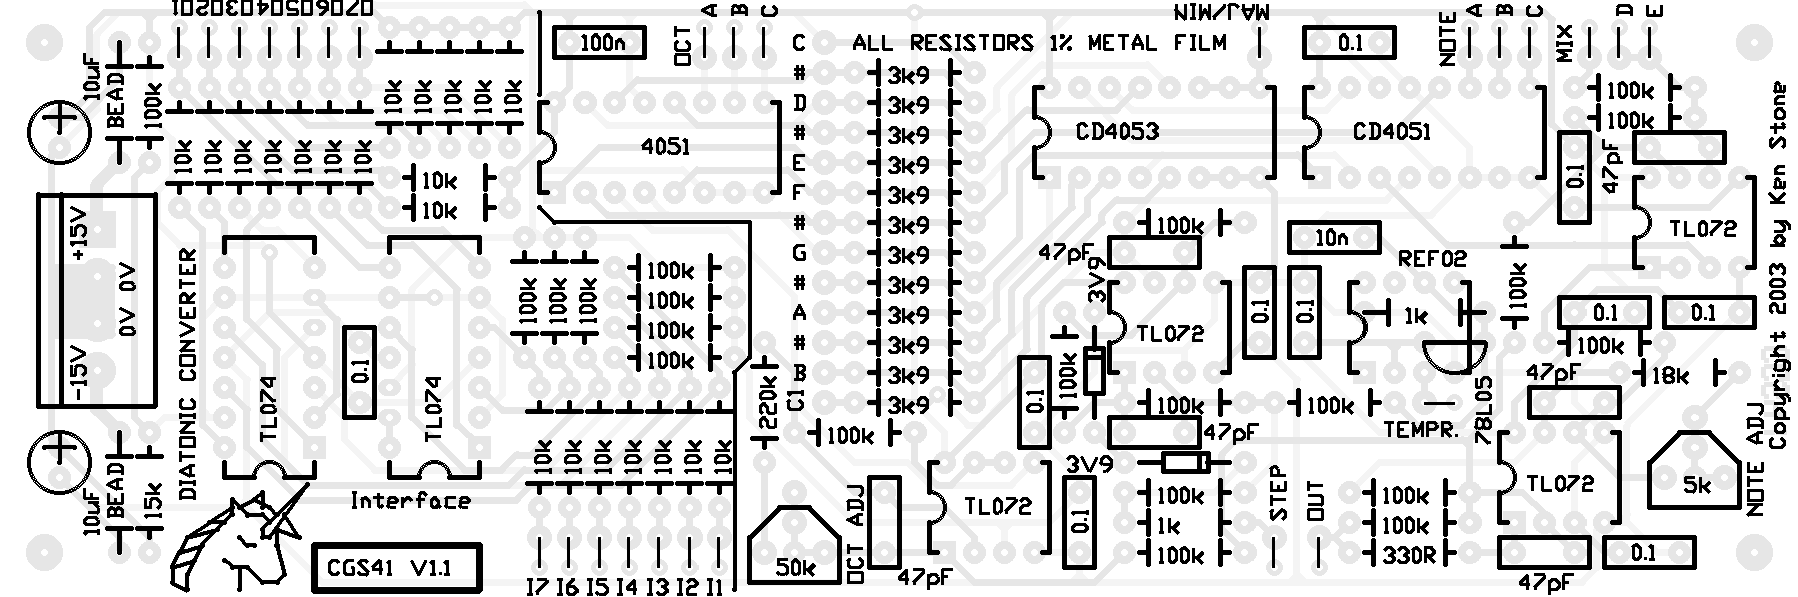 07060504030201
A
B
C
OCT
MAJ/MIN
A
B
C
NOTE
MIX
D
E
100n
C ALL RESISTORS 1% METAL FILM
0.1
10uF
BEAD
100k
10k
10k
10k
10k
10k
# 3k9
D 3k9
# 3k9
E 3k9
F 3k9
# 3k9
G 3k9
# 3k9
A 3k9
# 3k9
B 3k9
C1 3k9
10k
10k
10k
10k
10k
10k
10k
10k
10k
4051
CD4053
CD4051
100k
100k
0.1
47pF
TL072
Copyright 2003 by Ken Stone
+15V
0V 0V
-15V
DIATONIC CONVERTER
TL074
0.1
TL074
100k
100k
100k
100k
100k
100k
100k
220k
100k
100k
47pF
3V9
10n
REF02
TL072
0.1
0.1
1k
100k
0.1
0.1
100k
47pF
18k
0.1
100k
100k
47pF
100k
TEMPR.
78L05
10k
10k
10k
10k
10k
10k
10k
10uF
BEAD
15k
Interface
CGS41 V1.1
I7 I6 I5 I4 I3 I2 I1
50k
OCT ADJ
47pF
TL072
0.1
3V9
100k
1k
100k
STEP
OUT
100k
100k
330R
TL072
47pF
0.1
5k
NOTE ADJ